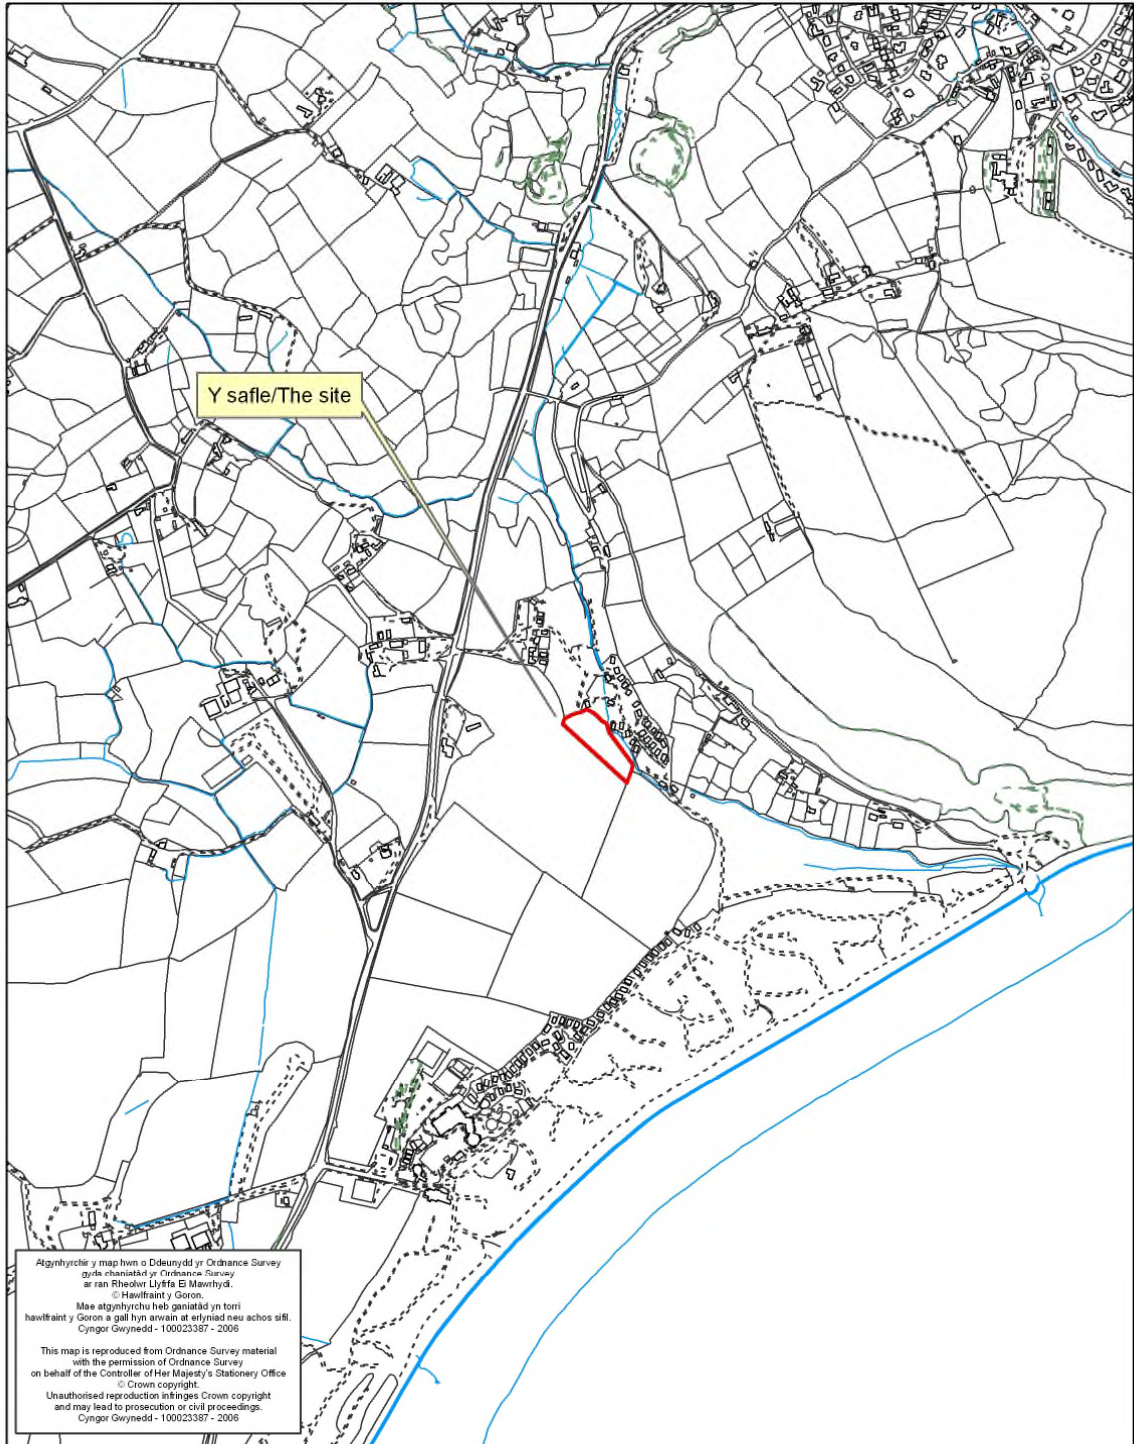 Y safle/The site
Atgynhyrchir y map hwn o Ddeunydd yr Ordnance Survey
gyda chaniatâd yr Ordnance Survey
ar ran Rheolwr Llyfrfa Ei Mawrhydi.
© Hawlfraint y Goron.
Mae atgynhyrchu heb ganiatâd yn torri
hawlfraint y Goron a gall hyn arwain at erlyniad neu achos sifil.
Cyngor Gwynedd - 100023387 - 2006
This map is reproduced from Ordnance Survey material
with the permission of Ordnance Survey
on behalf of the Controller of Her Majesty's Stationery Office
© Crown copyright.
Unauthorised reproduction infringes Crown copyright
and may lead to prosecution or civil proceedings.
Cyngor Gwynedd - 100023387 - 2006